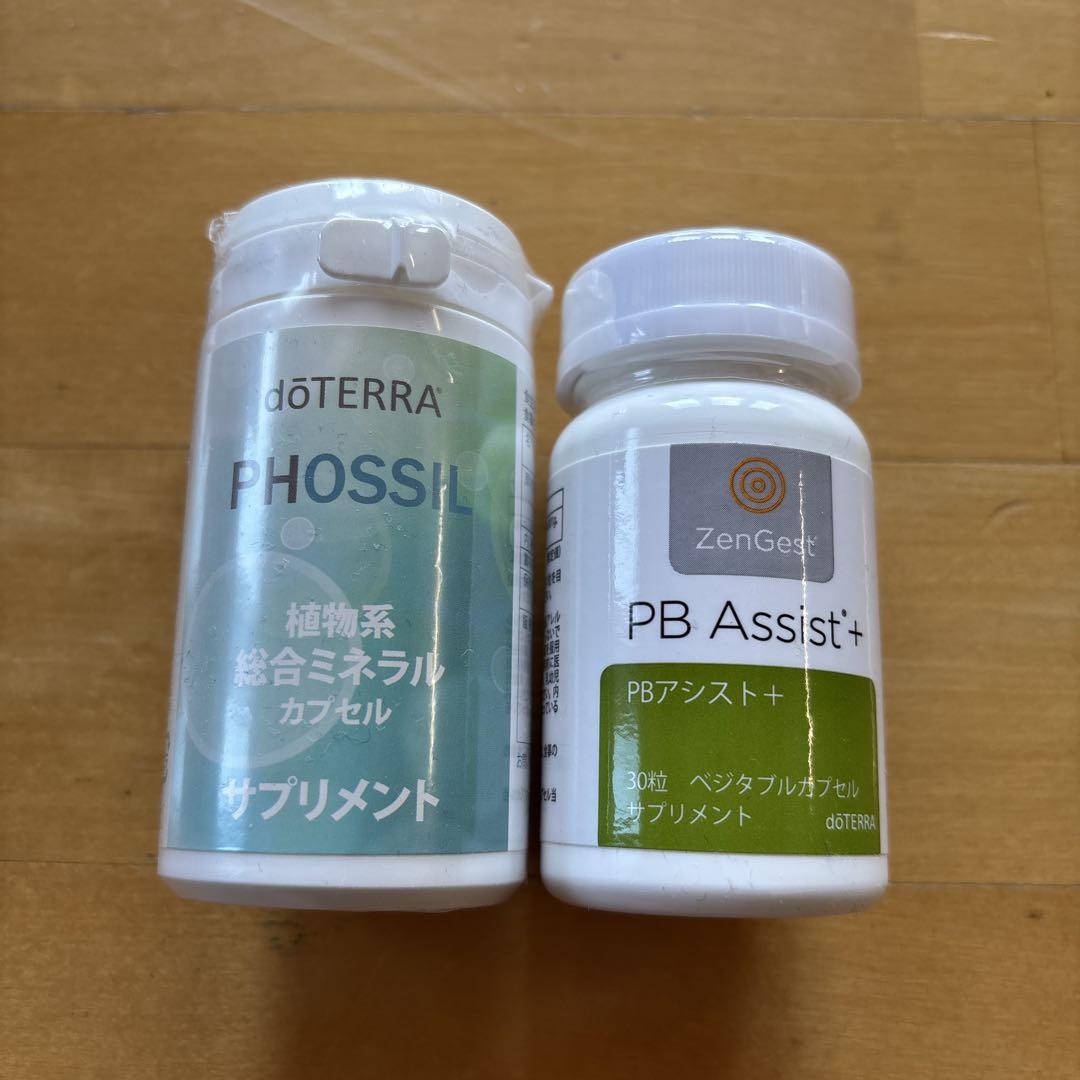 dōTERRA®
PHOSSIL
植物系
総合ミネラル
カプセル
サプリメント
ZenGest®
PB Assist®+
PBアシスト＋
30粒 ベジタブルカプセル
サプリメント
dōTERRA